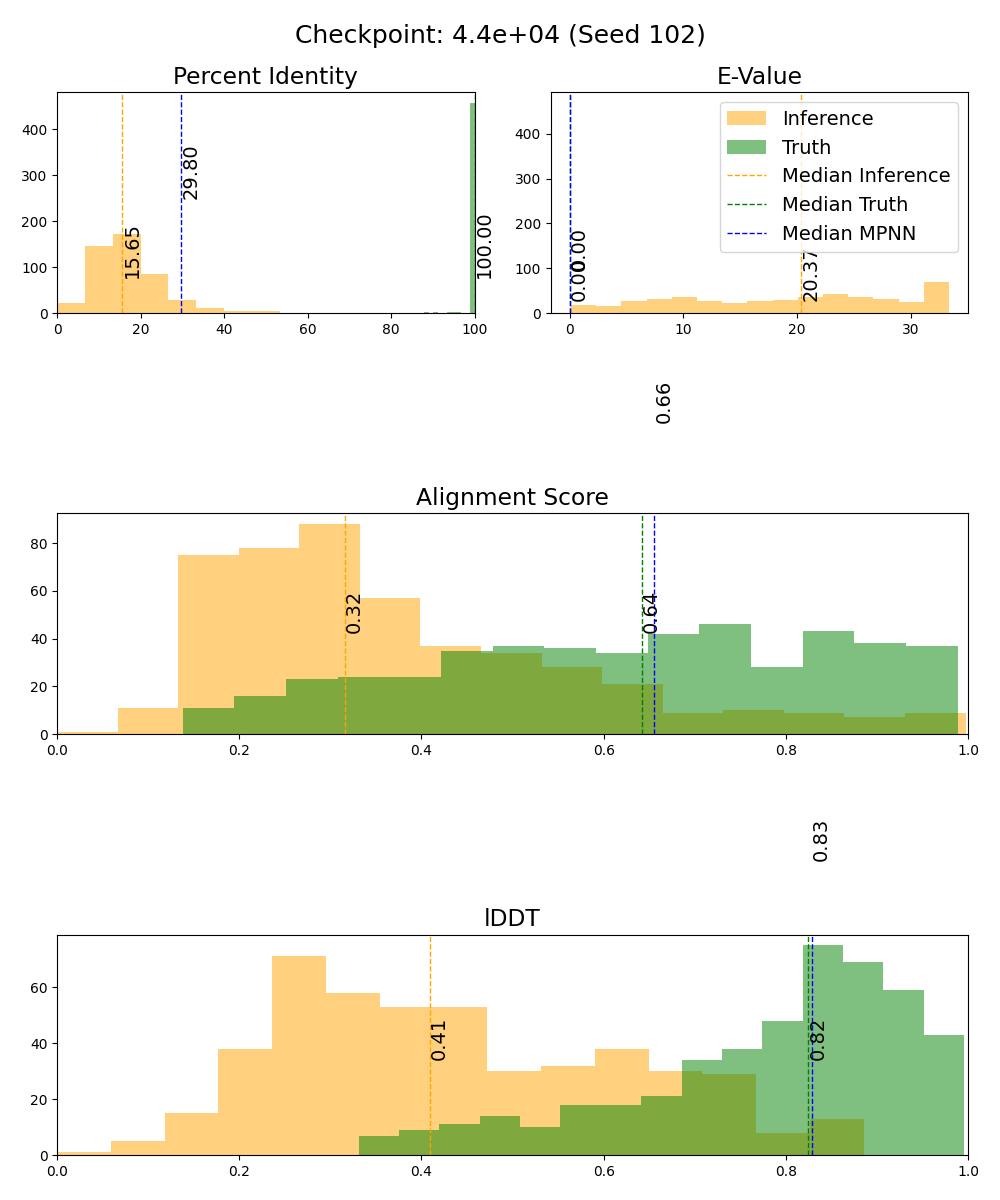 Checkpoint: 4.4e+04 (Seed 102)
Percent Identity
400
300
200
100
0
15.65
29.80
100.00
0 20 40 60 80 100
E-Value
400
300
200
100
0
0.00
0.00
20.37
Inference
Truth
Median Inference
Median Truth
Median MPNN
0 10 20 30
0.66
Alignment Score
80
60
40
20
0
0.32
0.64
0.0 0.2 0.4 0.6 0.8 1.0
0.83
lDDT
60
40
20
0
0.41
0.82
0.0 0.2 0.4 0.6 0.8 1.0